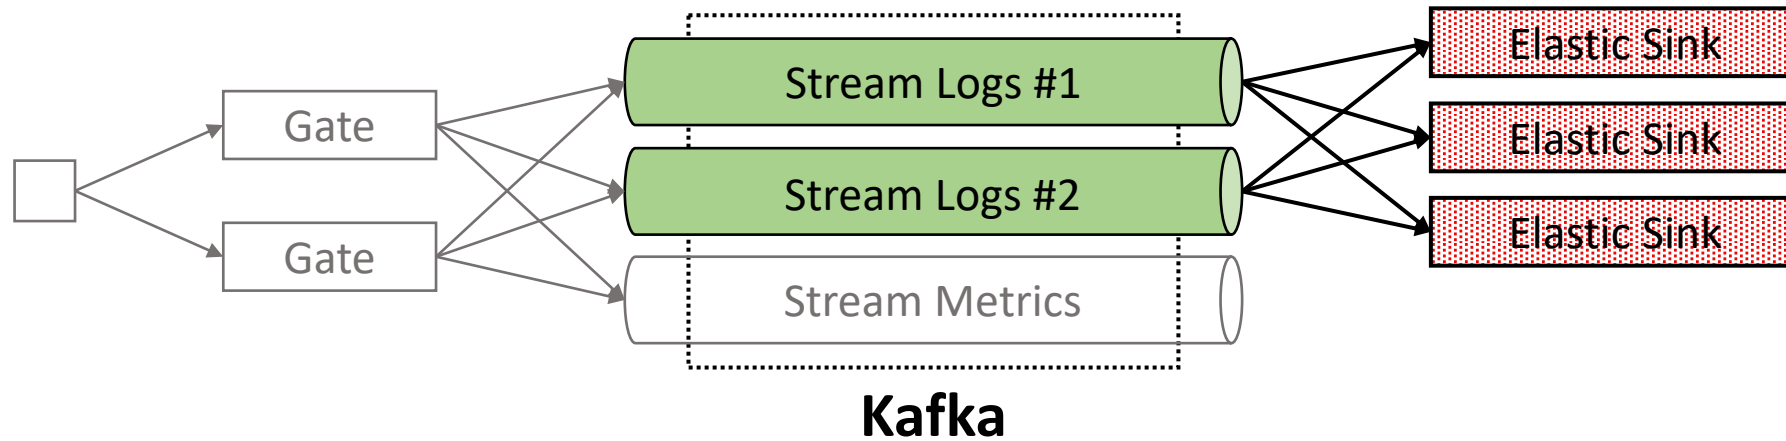 Gate
Gate
Stream Logs #1
Stream Logs #2
Stream Metrics
Kafka
Elastic Sink
Elastic Sink
Elastic Sink